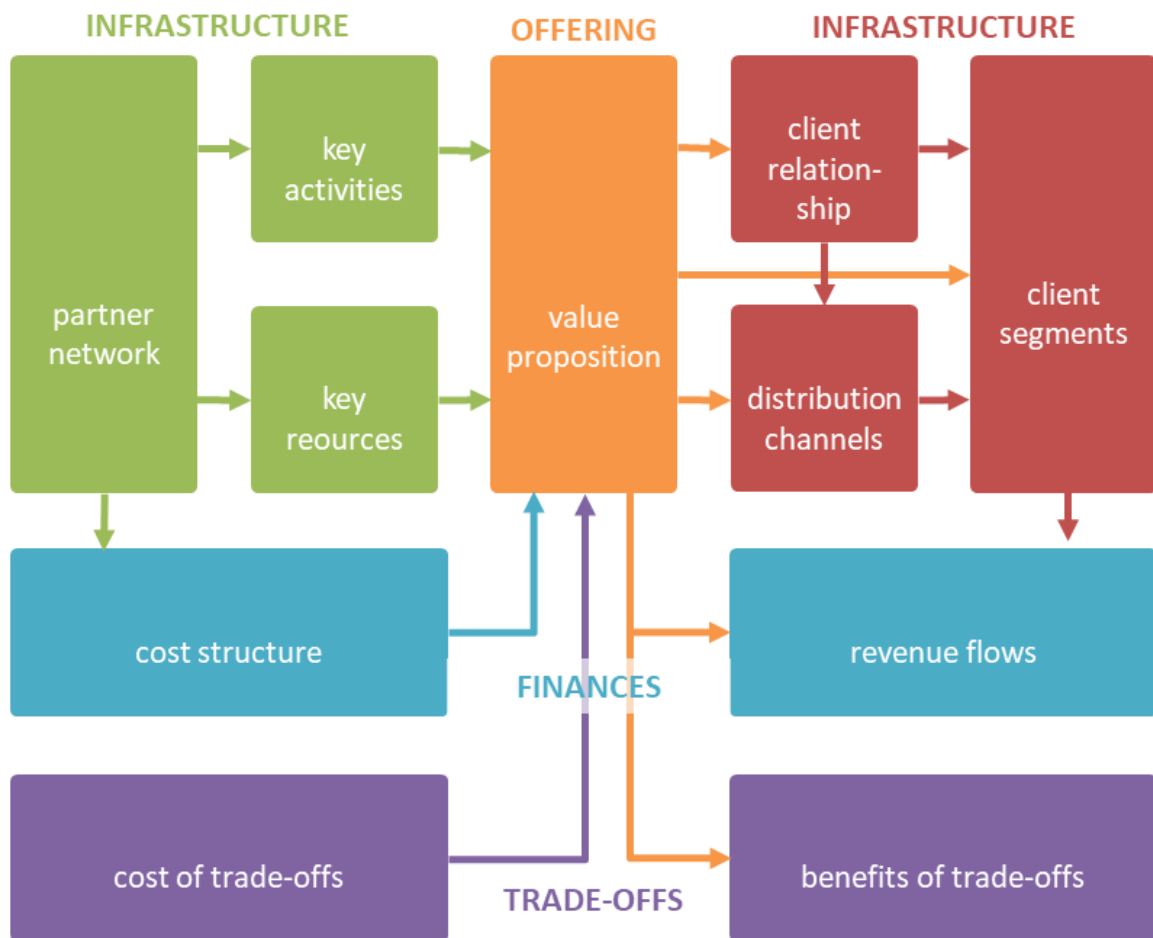 INFRASTRUCTURE
OFFERING
INFRASTRUCTURE
partner
network
key
activities
key
reources
value
proposition
client
relation-
ship
distribution
channels
client
segments
cost structure
FINANCES
revenue flows
cost of trade-offs
TRADE-OFFS
benefits of trade-offs